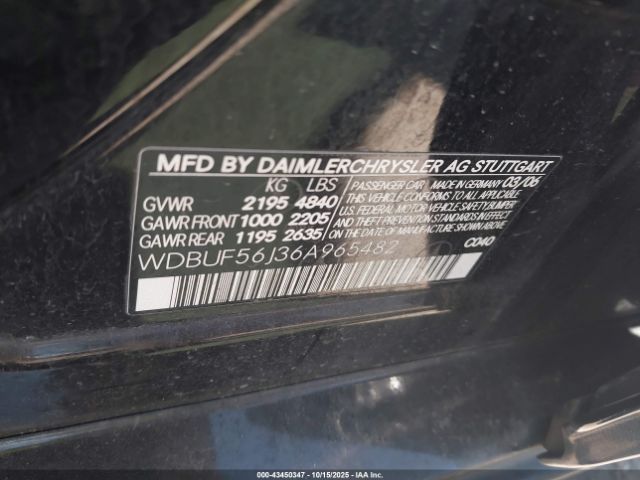 MFD BY DAIMLERCHRYSLER AG STUTTGART
KG LBS
GVWR 2195 4840
GAWR FRONT 1000 2205
GAWR REAR 1195 2635
PASSENGER CAR MADE IN GERMANY 03/06
THIS VEHICLE CONFORMS TO ALL APPLICABLE
U.S. FEDERAL MOTOR VEHICLE SAFETY, BUMPER
AND THEFT PREVENTION STANDARDS IN EFFECT
ON THE DATE OF MANUFACTURE SHOWN ABOVE.
C040
WDBUF56J36A965482
000-43450347 - 10/15/2025 - IAA Inc.